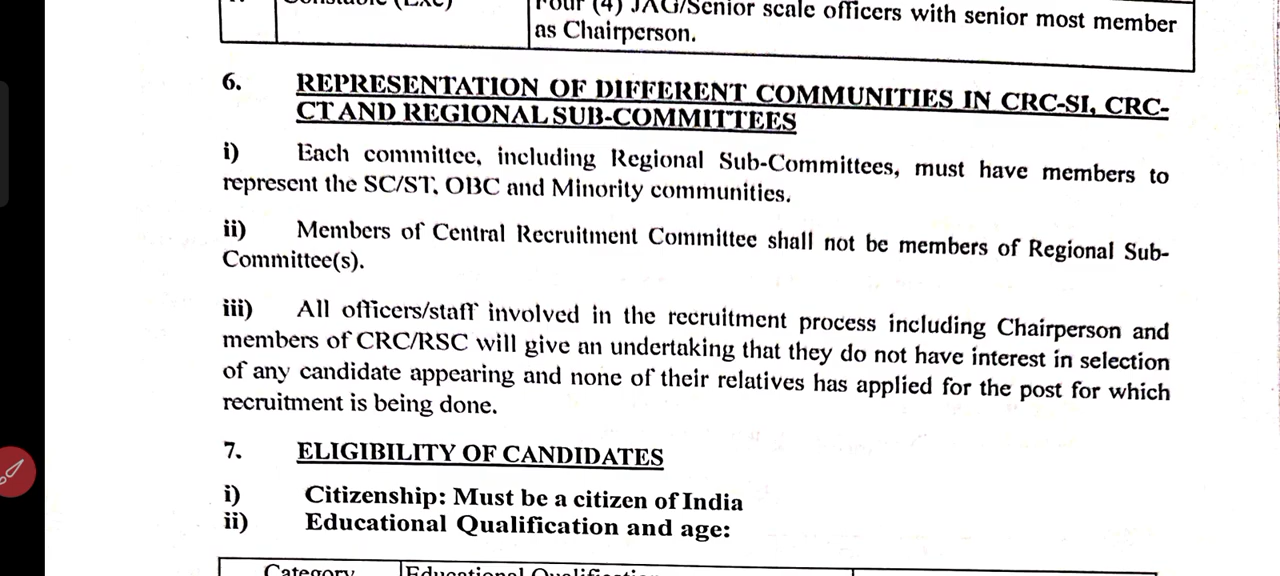 Constable (Exe)
Four (4) JAG/Senior scale officers with senior most member
as Chairperson.
6. REPRESENTATION OF DIFFERENT COMMUNITIES IN CRC-SI, CRC-
CT AND REGIONAL SUB-COMMITTEES
i) Each committee, including Regional Sub-Committees, must have members to
represent the SC/ST, OBC and Minority communities.
ii) Members of Central Recruitment Committee shall not be members of Regional Sub-
Committee(s).
iii) All officers/staff involved in the recruitment process including Chairperson and
members of CRC/RSC will give an undertaking that they do not have interest in selection
of any candidate appearing and none of their relatives has applied for the post for which
recruitment is being done.
7. ELIGIBILITY OF CANDIDATES
i) Citizenship: Must be a citizen of India
ii) Educational Qualification and age:
Category Educational Qualification